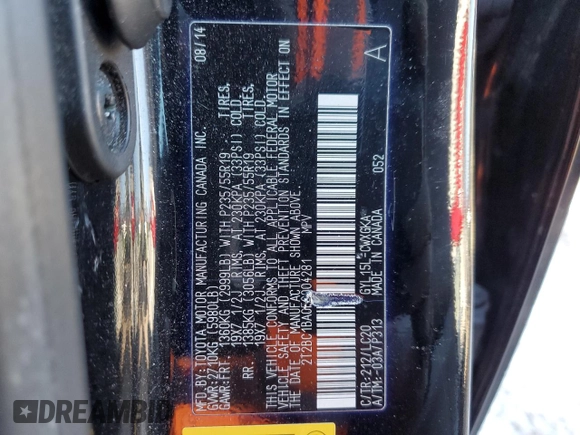 MFD.BY:TOYOTA MOTOR MANUFACTURING CANADA INC. 08/14
GVWR: 2710KG (5980LB)
GAWR: FRT. 1360KG (2999LB) WITH P235/55R19 TIRES,
19X7 1/2J RIMS, AT 230KPA (33PSI) COLD.
RR. 1385KG (3056LB) WITH P235/55R19 TIRES,
19X7 1/2J RIMS, AT 230KPA (33PSI) COLD.
THIS VEHICLE CONFORMS TO ALL APPLICABLE FEDERAL MOTOR
VEHICLE SAFETY AND THEFT PREVENTION STANDARDS IN EFFECT ON
THE DATE OF MANUFACTURE SHOWN ABOVE.
MPV
C/TR:212/LC20
A/TM:-03A/P213
MADE IN CANADA
052
A
DREAMBID